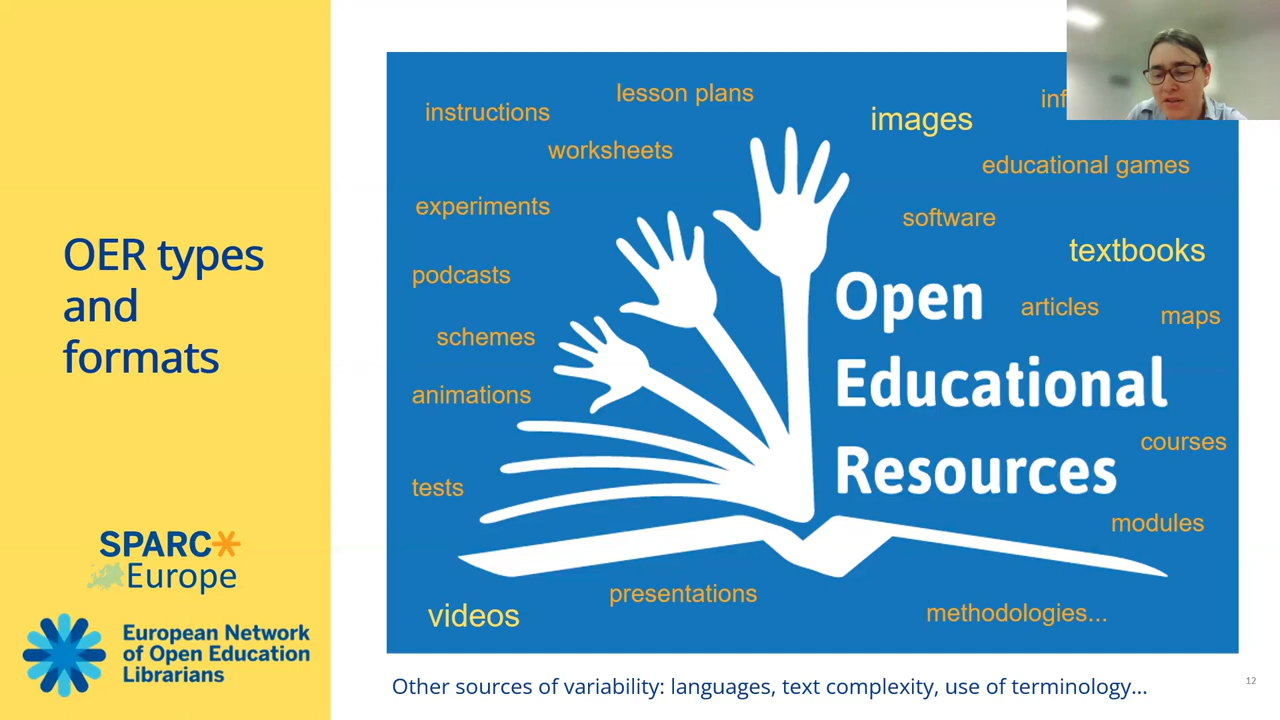 OER types
and
formats
SPARC
Europe
European Network
of Open Education
Librarians
lesson plans
instructions
images
worksheets
educational games
experiments
software
textbooks
podcasts
Open
articles
maps
schemes
Educational
animations
courses
Resources
tests
modules
presentations
videos
methodologies...
Other sources of variability: languages, text complexity, use of terminology...
12